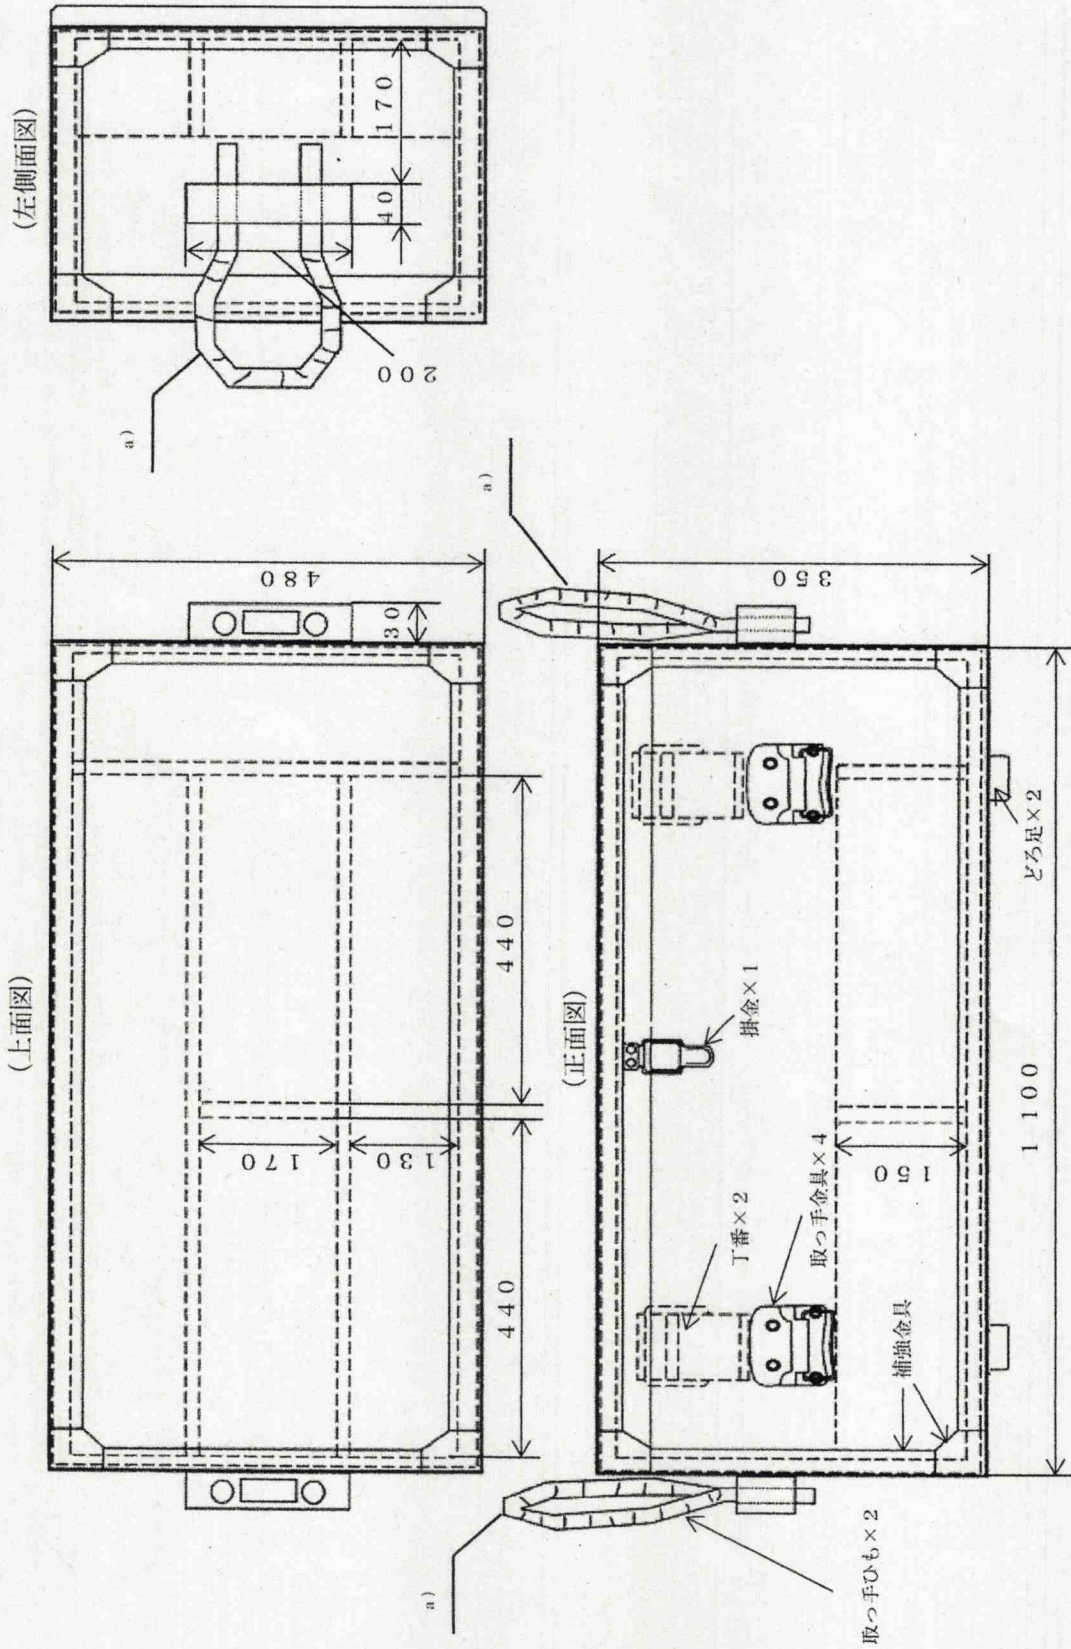 (上面図)
480
30
440
440
170
130
(左側面図)
a)
170
40
200
(正面図)
a)
a)
350
掛金×1
丁番×2
取っ手金具×4
150
補強金具
どろ足×2
取っ手ひも×2
1 100